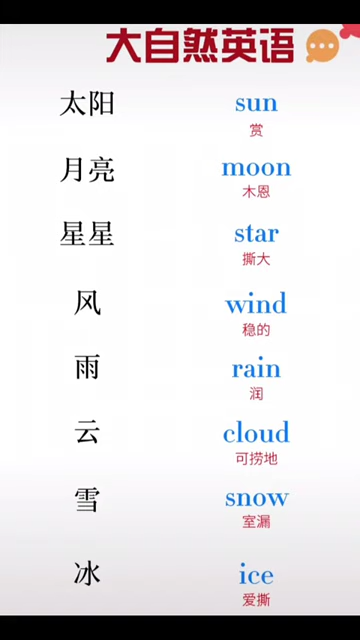 大自然英语
太阳 sun
赏
月亮 moon
木恩
星星 star
撕大
风 wind
稳的
雨 rain
润
云 cloud
可捞地
雪 snow
室漏
冰 ice
爱撕